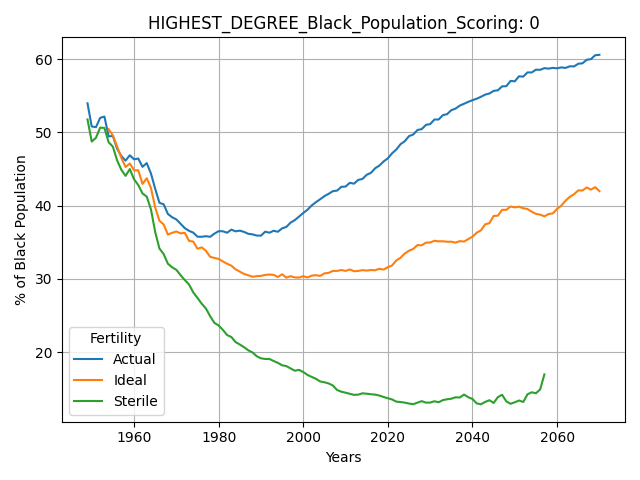 HIGHEST_DEGREE_Black_Population_Scoring: 0
60
50
40
30
20
% of Black Population
Fertility
Actual
Ideal
Sterile
1960 1980 2000 2020 2040 2060
Years